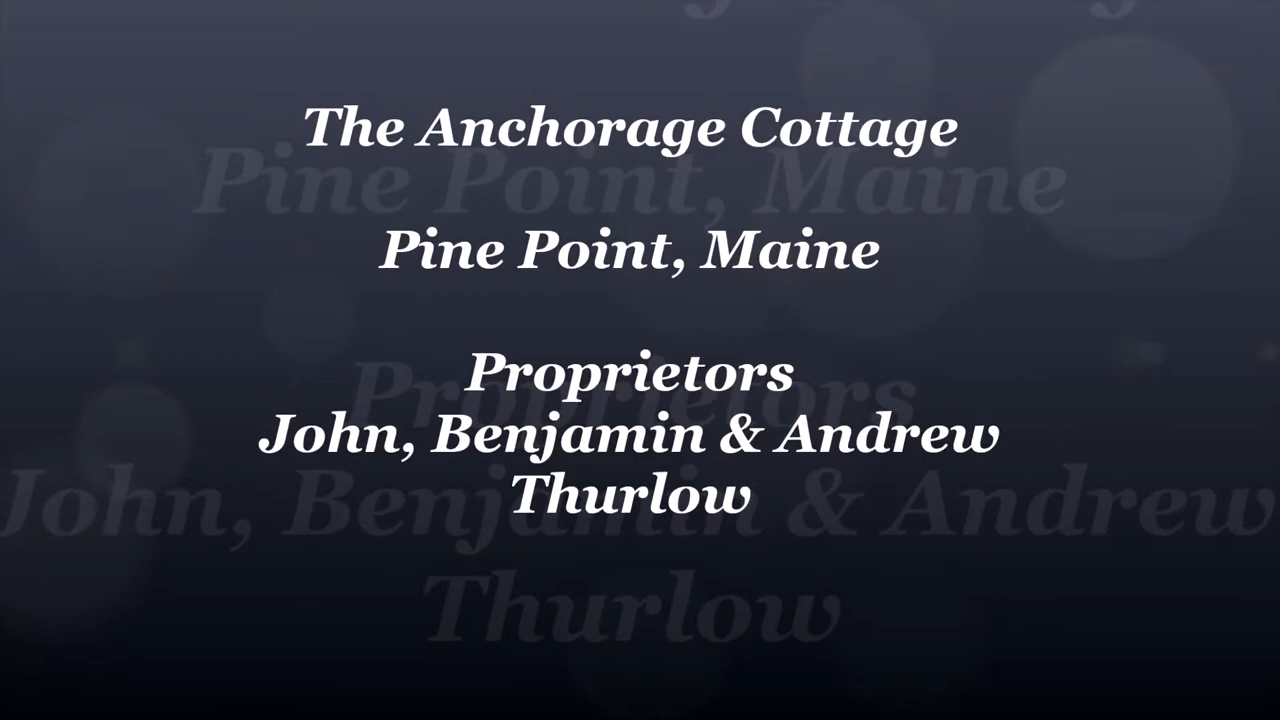 The Anchorage Cottage
Pine Point, Maine
Proprietors
John, Benjamin & Andrew
Thurlow